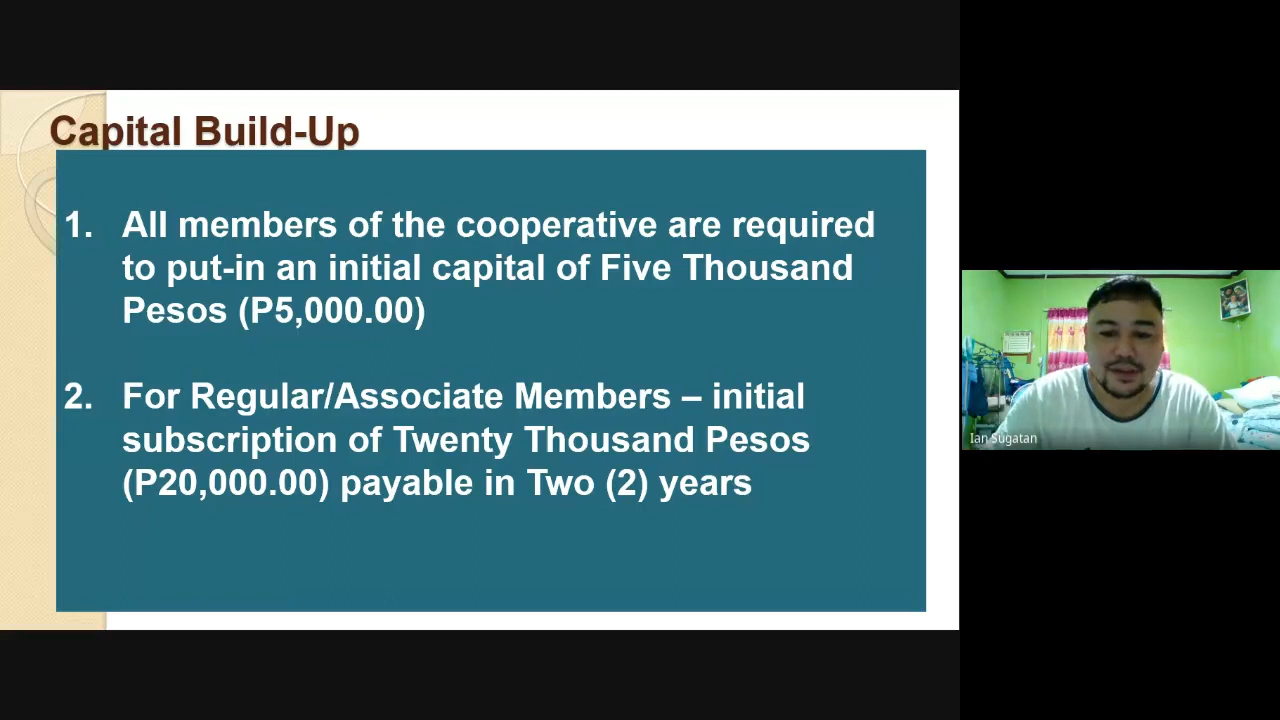 Capital Build-Up
1. All members of the cooperative are required
to put-in an initial capital of Five Thousand
Pesos (P5,000.00)
2. For Regular/Associate Members – initial
subscription of Twenty Thousand Pesos
(P20,000.00) payable in Two (2) years
Ian Sugatan